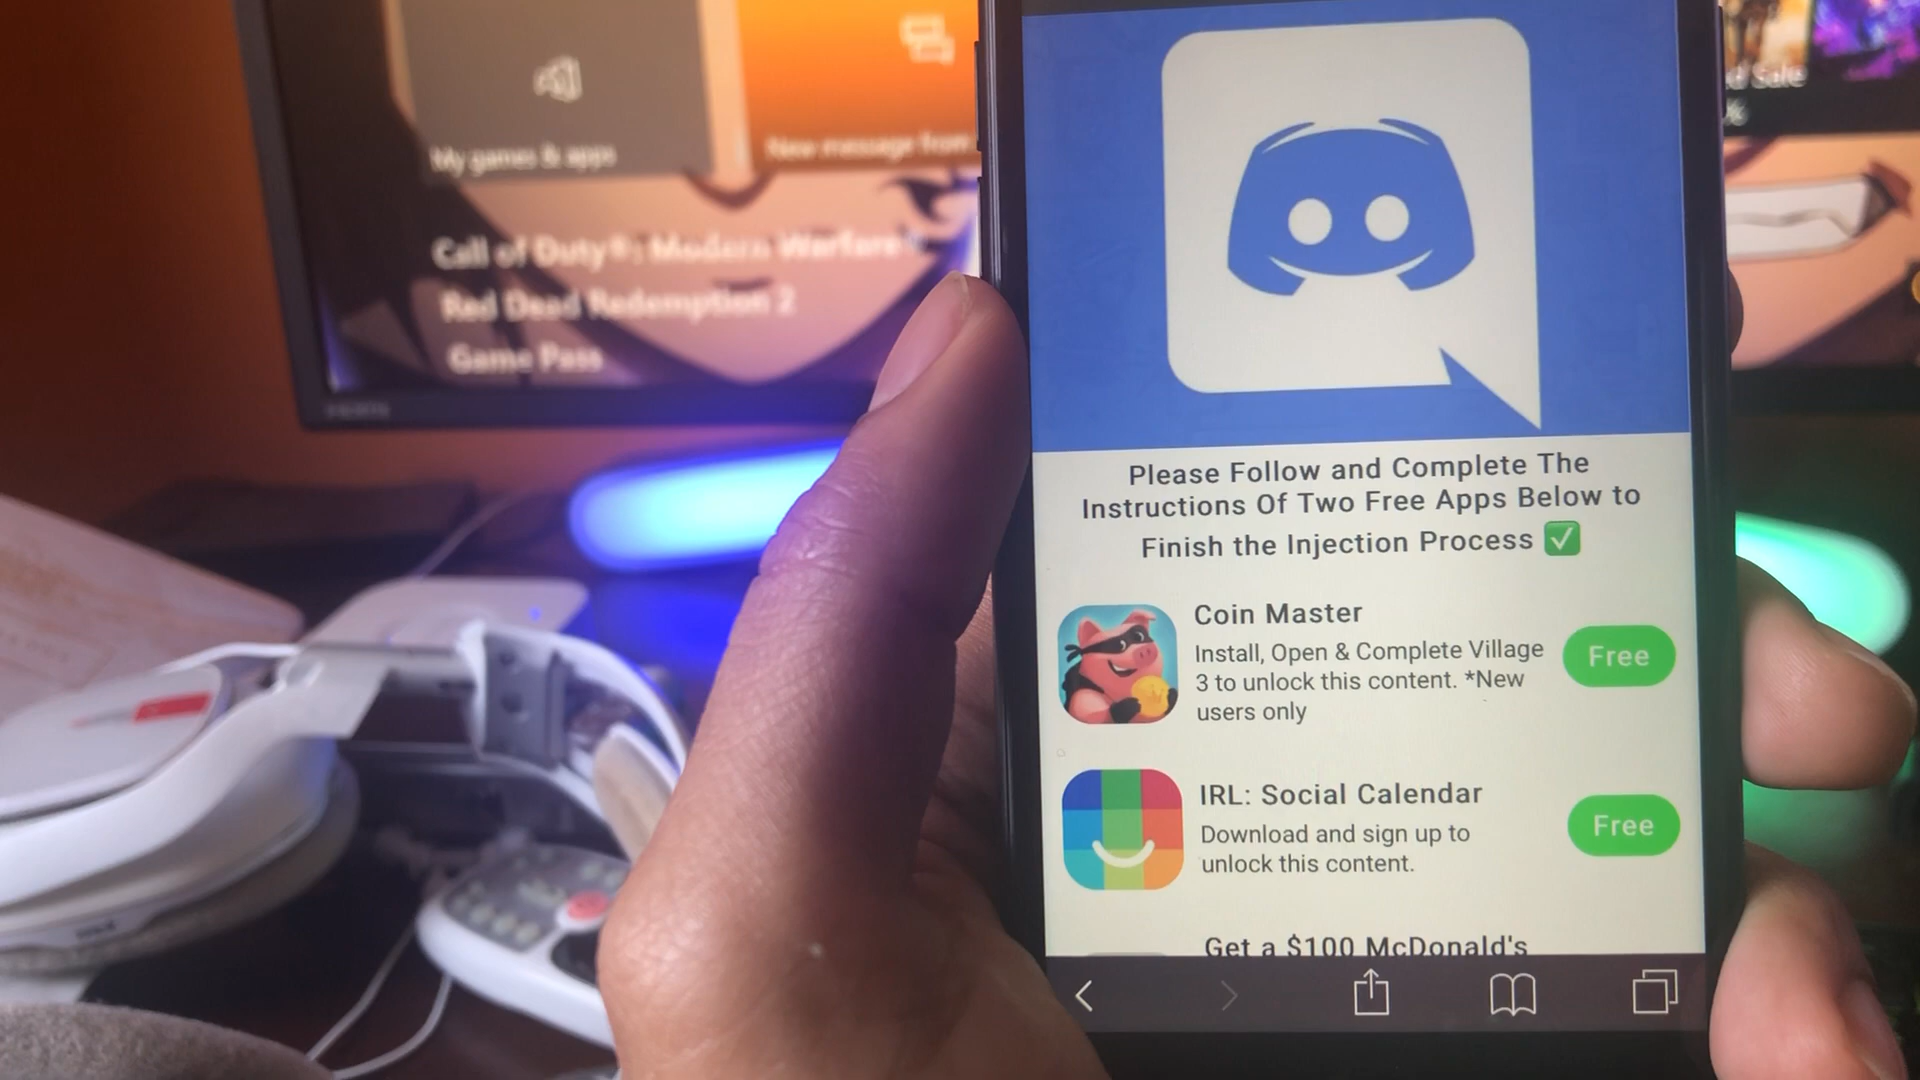 My games & apps
New message from
Call of Duty®: Modern Warfare®
Red Dead Redemption 2
Game Pass
d Sale
Please Follow and Complete The
Instructions Of Two Free Apps Below to
Finish the Injection Process ✅
Coin Master
Install, Open & Complete Village
3 to unlock this content. *New
users only
Free
IRL: Social Calendar
Download and sign up to
unlock this content.
Free
Get a $100 McDonald's